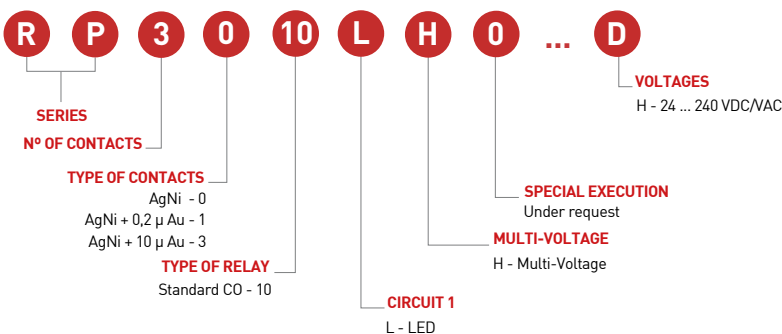 R P 3 0 10 L H 0 ... D
VOLTAGES
H - 24 ... 240 VDC/VAC
SERIES
Nº OF CONTACTS
TYPE OF CONTACTS
AgNi - 0
AgNi + 0,2 µ Au - 1
AgNi + 10 µ Au - 3
SPECIAL EXECUTION
Under request
MULTI-VOLTAGE
H - Multi-Voltage
TYPE OF RELAY
Standard CO - 10
CIRCUIT 1
L - LED